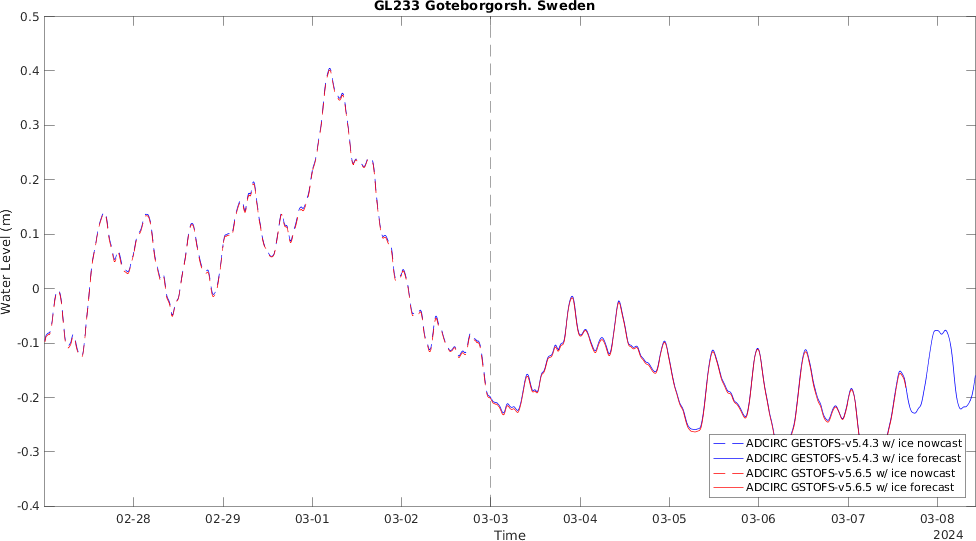 GL233 Goteborgorsh. Sweden
0.5
0.4
0.3
0.2
0.1
0
-0.1
-0.2
-0.3
-0.4
Water Level (m)
ADCIRC GESTOFS-v5.4.3 w/ ice nowcast
ADCIRC GESTOFS-v5.4.3 w/ ice forecast
ADCIRC GSTOFS-v5.6.5 w/ ice nowcast
ADCIRC GSTOFS-v5.6.5 w/ ice forecast
02-28 02-29 03-01 03-02 03-03 03-04 03-05 03-06 03-07 03-08
Time 2024